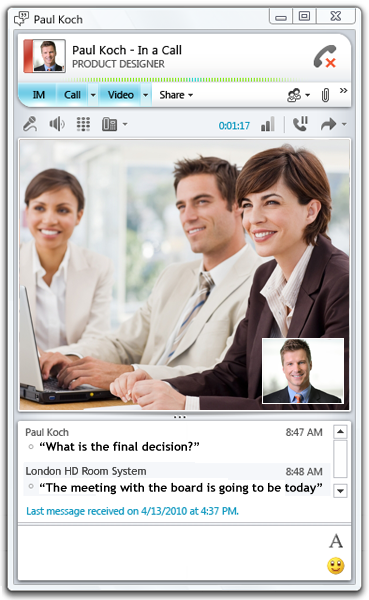 Paul Koch
Paul Koch - In a Call
PRODUCT DESIGNER
IM Call Video Share
0:01:17
Paul Koch 8:47 AM
“What is the final decision?”
London HD Room System 8:48 AM
“The meeting with the board is going to be today”
Last message received on 4/13/2010 at 4:37 PM.
A